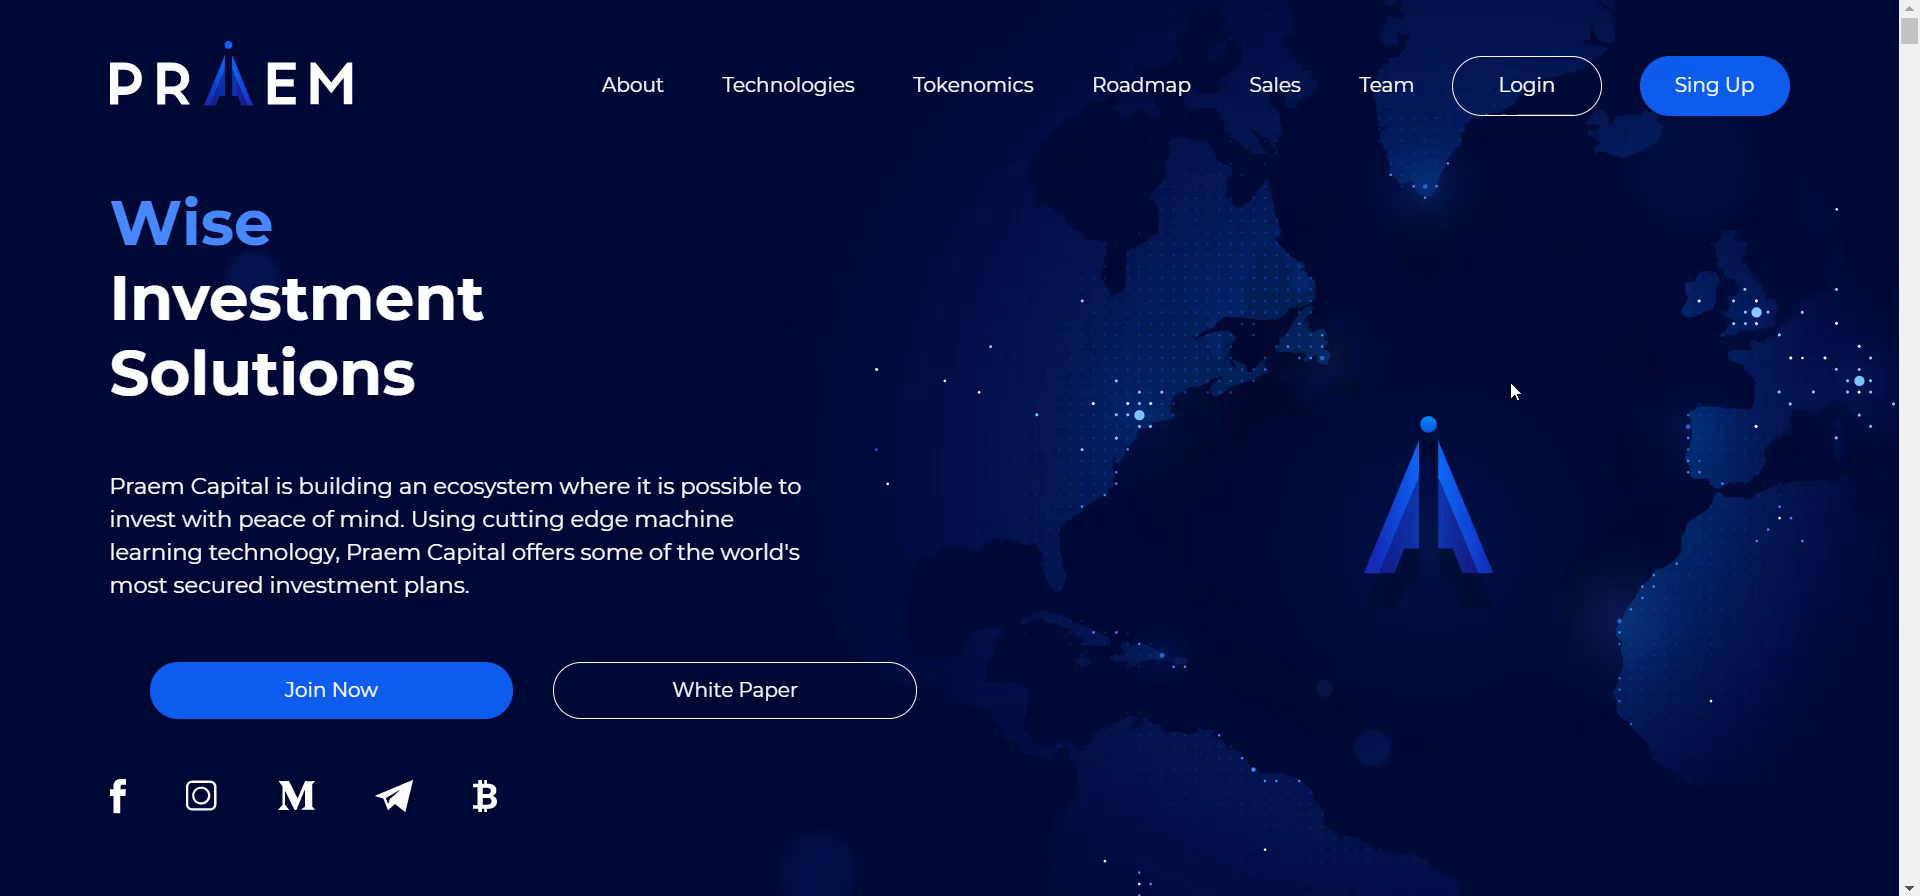 PRAEM
About
Technologies
Tokenomics
Roadmap
Sales
Team
Login
Sing Up
Wise
Investment
Solutions
Praem Capital is building an ecosystem where it is possible to
invest with peace of mind. Using cutting edge machine
learning technology, Praem Capital offers some of the world's
most secured investment plans.
Join Now
White Paper